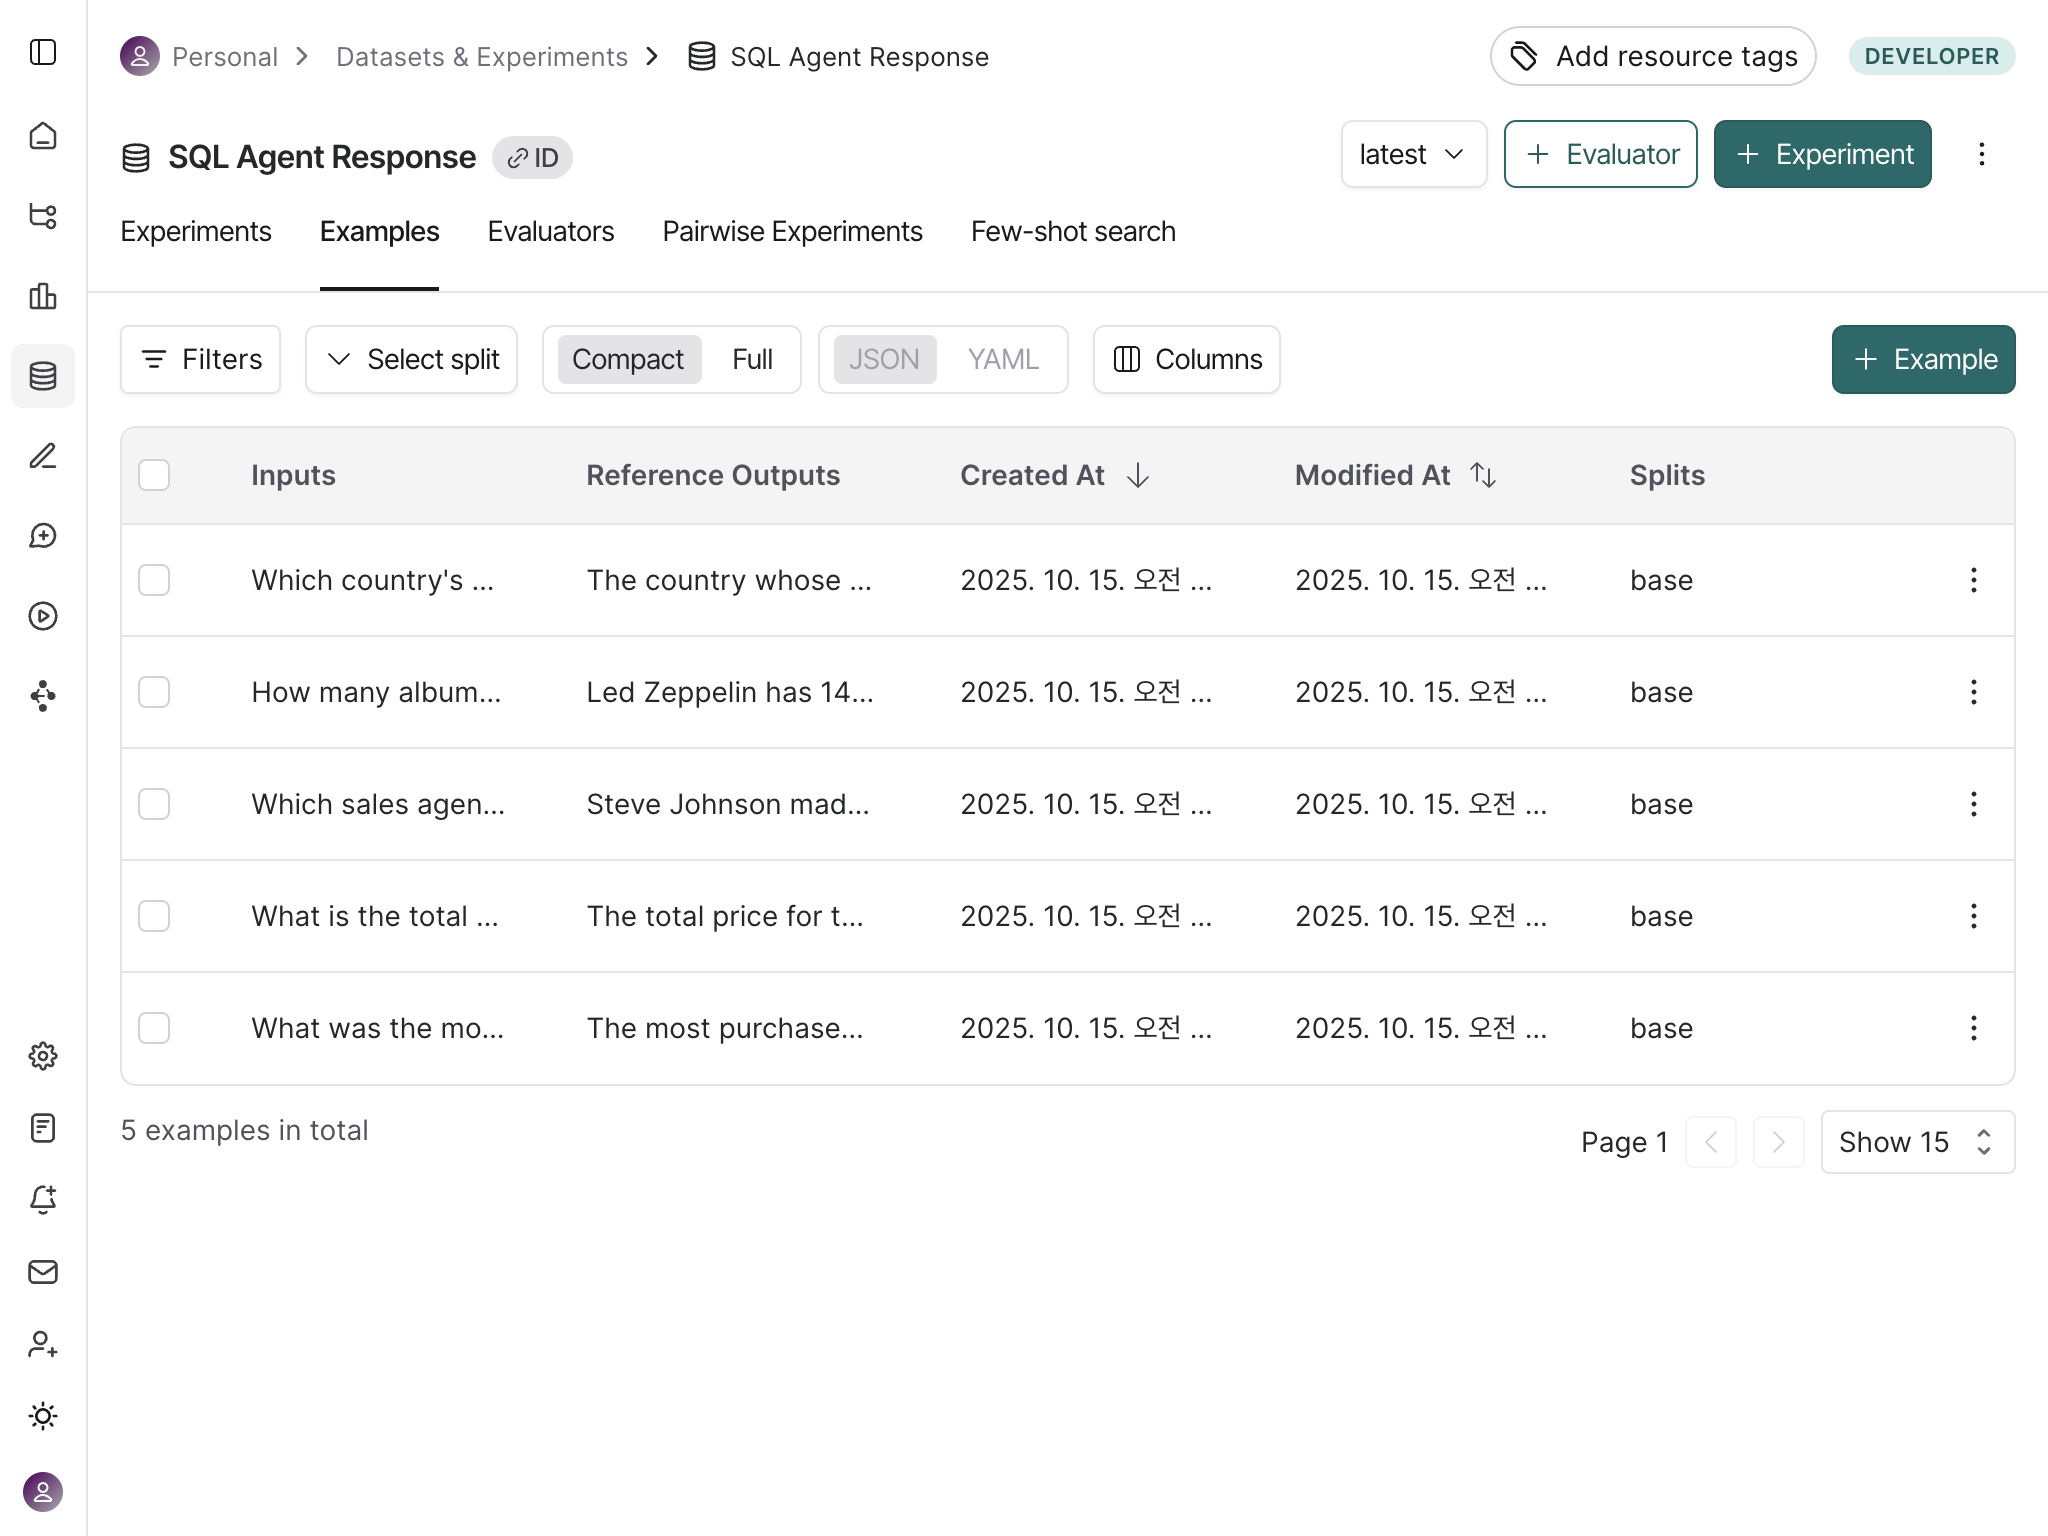 Personal
Datasets & Experiments
SQL Agent Response
Add resource tags
DEVELOPER
SQL Agent Response
ID
latest
Evaluator
Experiment
Experiments
Examples
Evaluators
Pairwise Experiments
Few-shot search
Filters
Select split
Compact
Full
JSON
YAML
Columns
Example
Inputs Reference Outputs Created At Modified At Splits
Which country's ... The country whose ... 2025. 10. 15. 오전 ... 2025. 10. 15. 오전 ... base
How many album... Led Zeppelin has 14... 2025. 10. 15. 오전 ... 2025. 10. 15. 오전 ... base
Which sales agen... Steve Johnson mad... 2025. 10. 15. 오전 ... 2025. 10. 15. 오전 ... base
What is the total ... The total price for t... 2025. 10. 15. 오전 ... 2025. 10. 15. 오전 ... base
What was the mo... The most purchase... 2025. 10. 15. 오전 ... 2025. 10. 15. 오전 ... base
5 examples in total
Page 1
Show 15